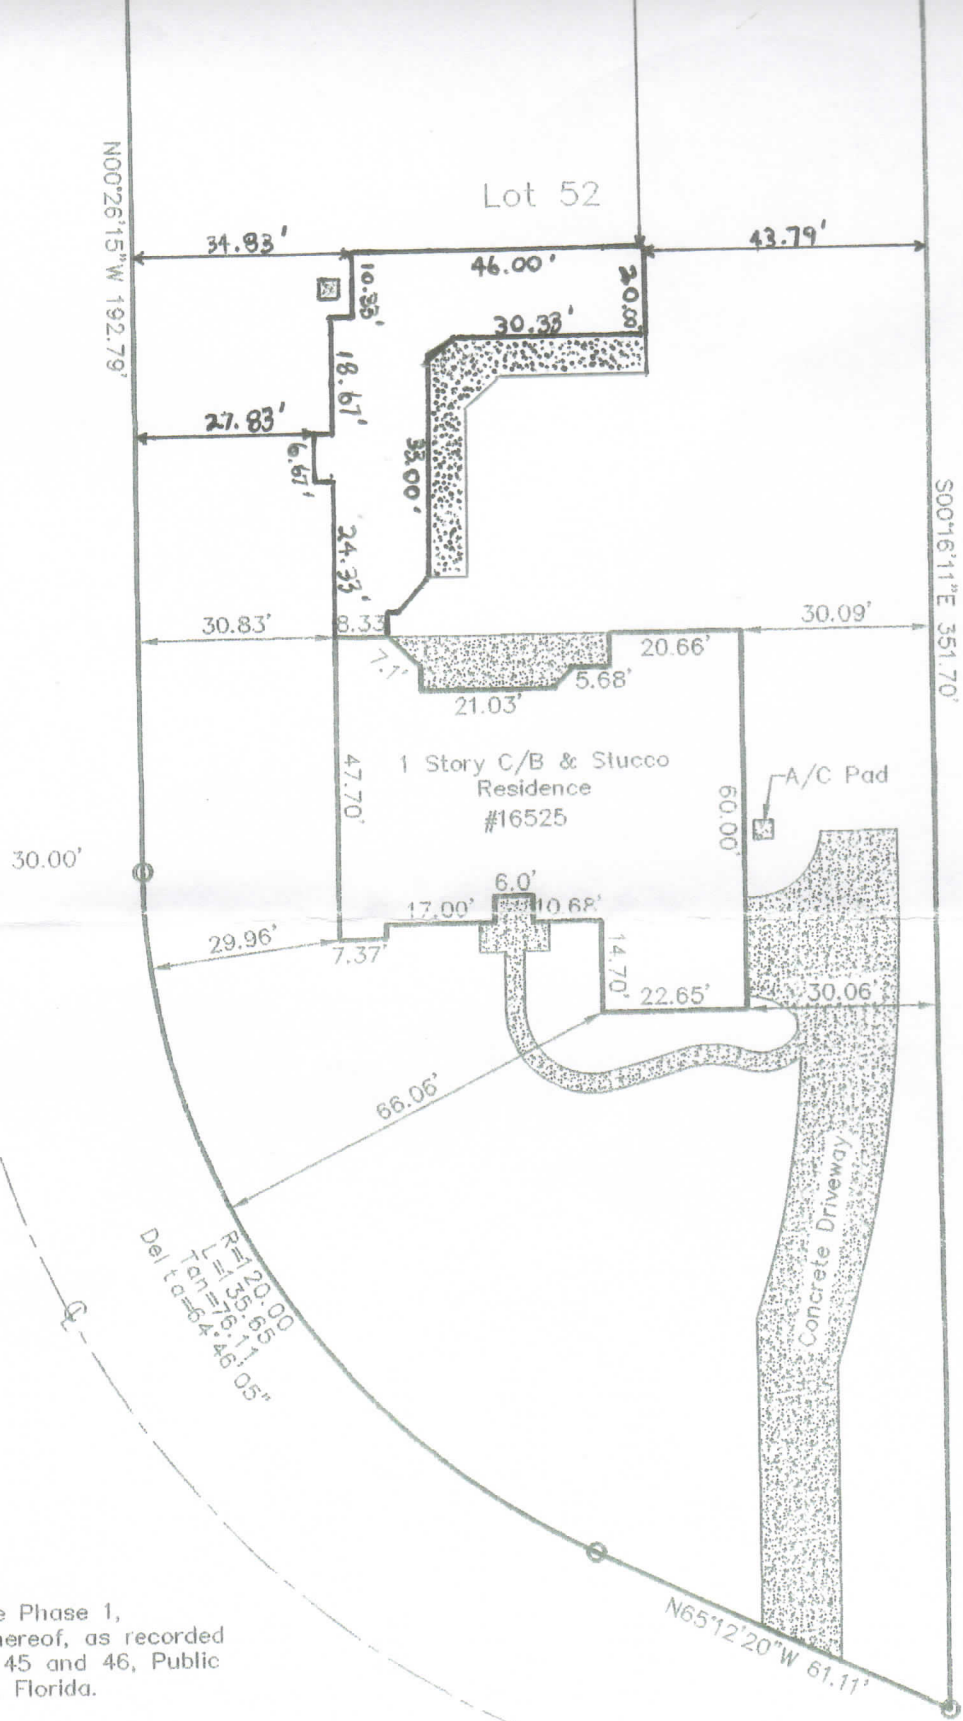 N00°26'15"W 192.79'
Lot 52
34.83'
46.00'
43.79'
10.33'
20.00'
30.33'
18.67'
27.83'
6.67'
33.00'
S00°16'11"E 351.70'
24.33'
30.83'
8.33
7.1'
20.66'
30.09'
5.68'
21.03'
1 Story C/B & Stucco
Residence
#16525
47.70'
60.00'
A/C Pad
30.00'
6.0'
17.00'
10.68'
29.96'
7.37'
14.70'
22.65'
30.06'
66.06'
Concrete Driveway
R=120.00
L=135.65
Tan=76.11
Delta=64°46'05"
N65°12'20"W 61.11'
e Phase 1,
hereof, as recorded
45 and 46, Public
Florida.